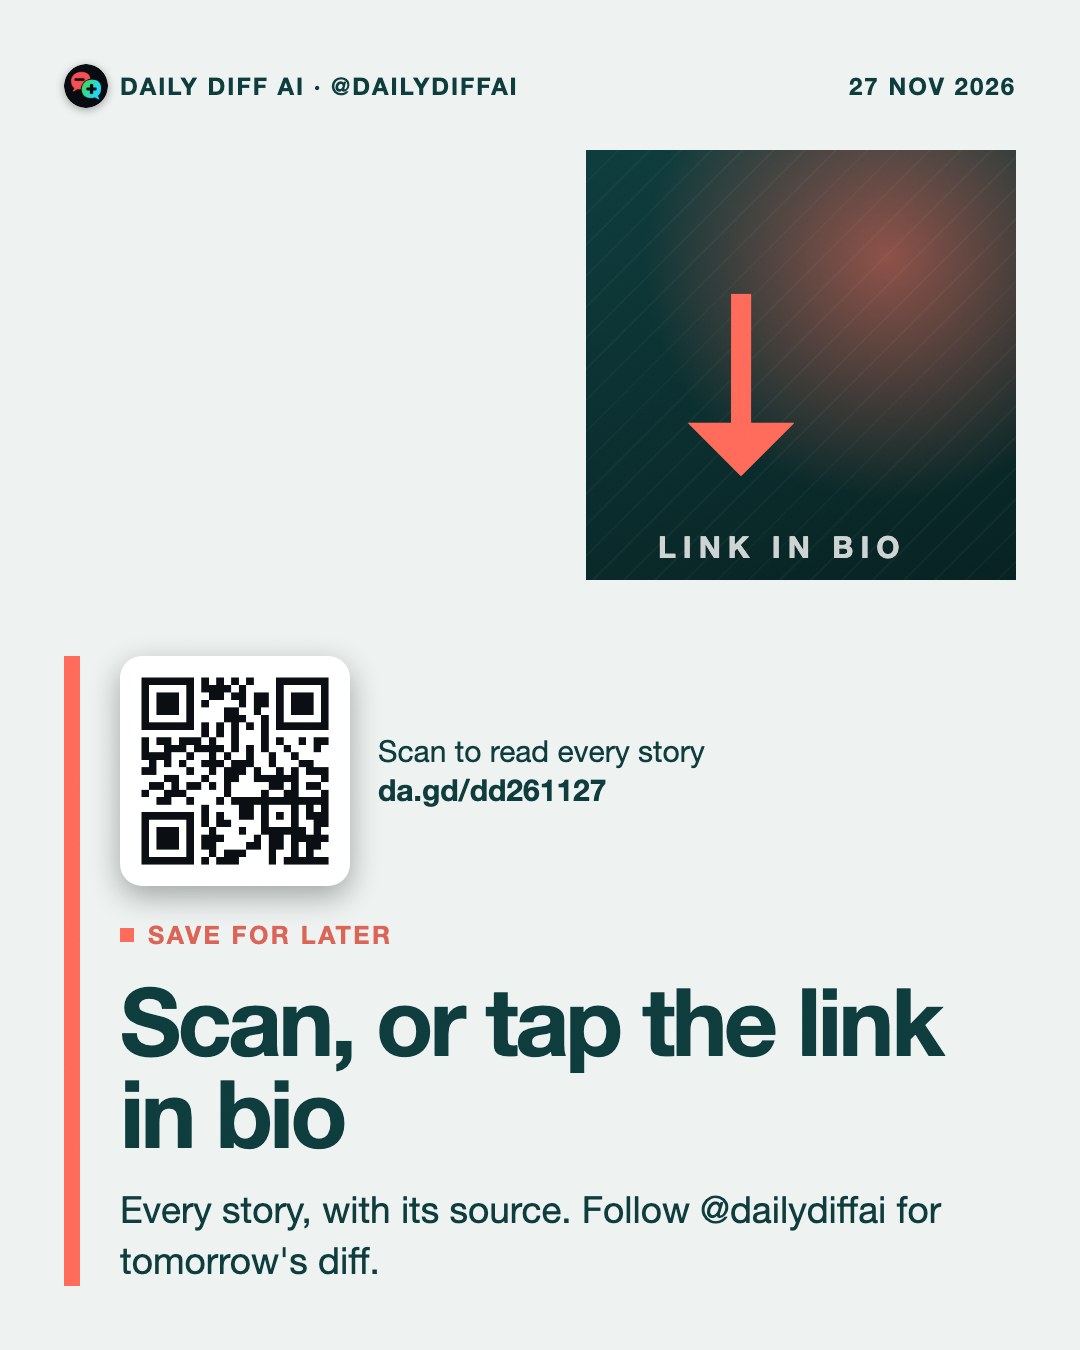 DAILY DIFF AI · @DAILYDIFFAI
27 NOV 2026
LINK IN BIO
Scan to read every story
da.gd/dd261127
SAVE FOR LATER
Scan, or tap the link
in bio
Every story, with its source. Follow @dailydiffai for
tomorrow's diff.